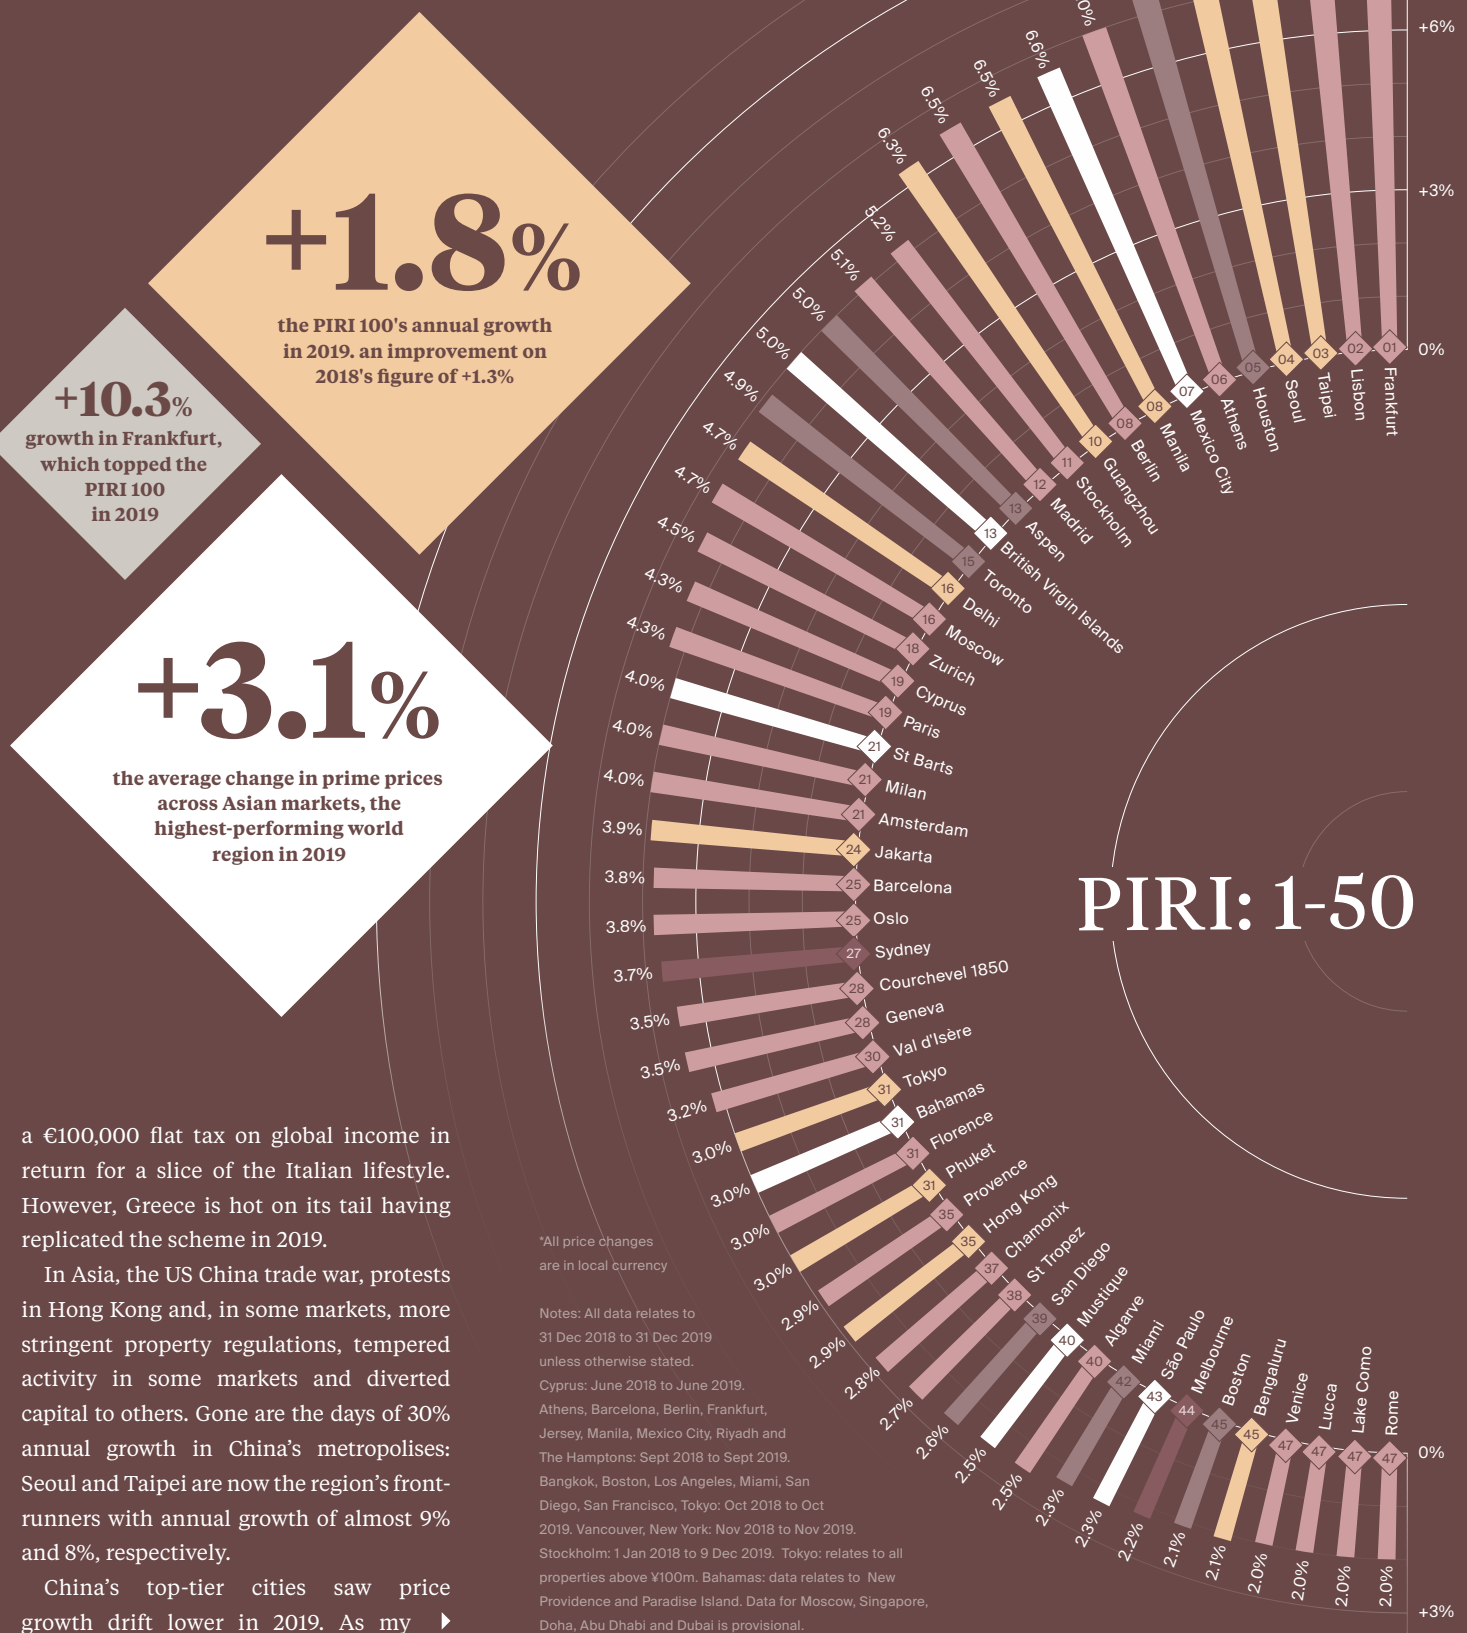 +1.8%
the PIRI 100's annual growth
in 2019. an improvement on
2018's figure of +1.3%
+10.3%
growth in Frankfurt,
which topped the
PIRI 100
in 2019
+3.1%
the average change in prime prices
across Asian markets, the
highest-performing world
region in 2019
a €100,000 flat tax on global income in
return for a slice of the Italian lifestyle.
However, Greece is hot on its tail having
replicated the scheme in 2019.
In Asia, the US China trade war, protests
in Hong Kong and, in some markets, more
stringent property regulations, tempered
activity in some markets and diverted
capital to others. Gone are the days of 30%
annual growth in China’s metropolises:
Seoul and Taipei are now the region’s front-
runners with annual growth of almost 9%
and 8%, respectively.
China’s top-tier cities saw price
growth drift lower in 2019. As my
*All price changes
are in local currency
Notes: All data relates to
31 Dec 2018 to 31 Dec 2019
unless otherwise stated.
Cyprus: June 2018 to June 2019.
Athens, Barcelona, Berlin, Frankfurt,
Jersey, Manila, Mexico City, Riyadh and
The Hamptons: Sept 2018 to Sept 2019.
Bangkok, Boston, Los Angeles, Miami, San
Diego, San Francisco, Tokyo: Oct 2018 to Oct
2019. Vancouver, New York: Nov 2018 to Nov 2019.
Stockholm: 1 Jan 2018 to 9 Dec 2019. Tokyo: relates to all
properties above ¥100m. Bahamas: data relates to New
Providence and Paradise Island. Data for Moscow, Singapore,
Doha, Abu Dhabi and Dubai is provisional.
PIRI: 1-50
+6%
+3%
0%
01 Frankfurt
02 Lisbon
03 Taipei
04 Seoul
05 Houston
06 Athens
6.6% 07 Mexico City
6.5% 08 Manila
6.5% 08 Berlin
6.3% 10 Guangzhou
5.2% 11 Stockholm
5.1% 12 Madrid
5.0% 13 Aspen
5.0% 13 British Virgin Islands
4.9% 15 Toronto
4.7% 16 Delhi
4.7% 16 Moscow
4.5% 18 Zurich
4.3% 19 Cyprus
4.3% 19 Paris
4.0% 21 St Barts
4.0% 21 Milan
4.0% 21 Amsterdam
3.9% 24 Jakarta
3.8% 25 Barcelona
3.8% 25 Oslo
3.7% 27 Sydney
3.5% 28 Courchevel 1850
3.5% 28 Geneva
3.2% 30 Val d'Isère
3.0% 31 Tokyo
3.0% 31 Bahamas
3.0% 31 Florence
3.0% 31 Phuket
2.9% 35 Provence
2.9% 35 Hong Kong
2.8% 37 Chamonix
2.7% 38 St Tropez
2.6% 39 San Diego
2.5% 40 Mustique
2.5% 40 Algarve
2.3% 42 Miami
2.3% 43 São Paulo
2.2% 44 Melbourne
2.1% 45 Boston
2.1% 45 Bengaluru
2.0% 47 Venice
2.0% 47 Lucca
2.0% 47 Lake Como
2.0% 47 Rome
0%
+3%